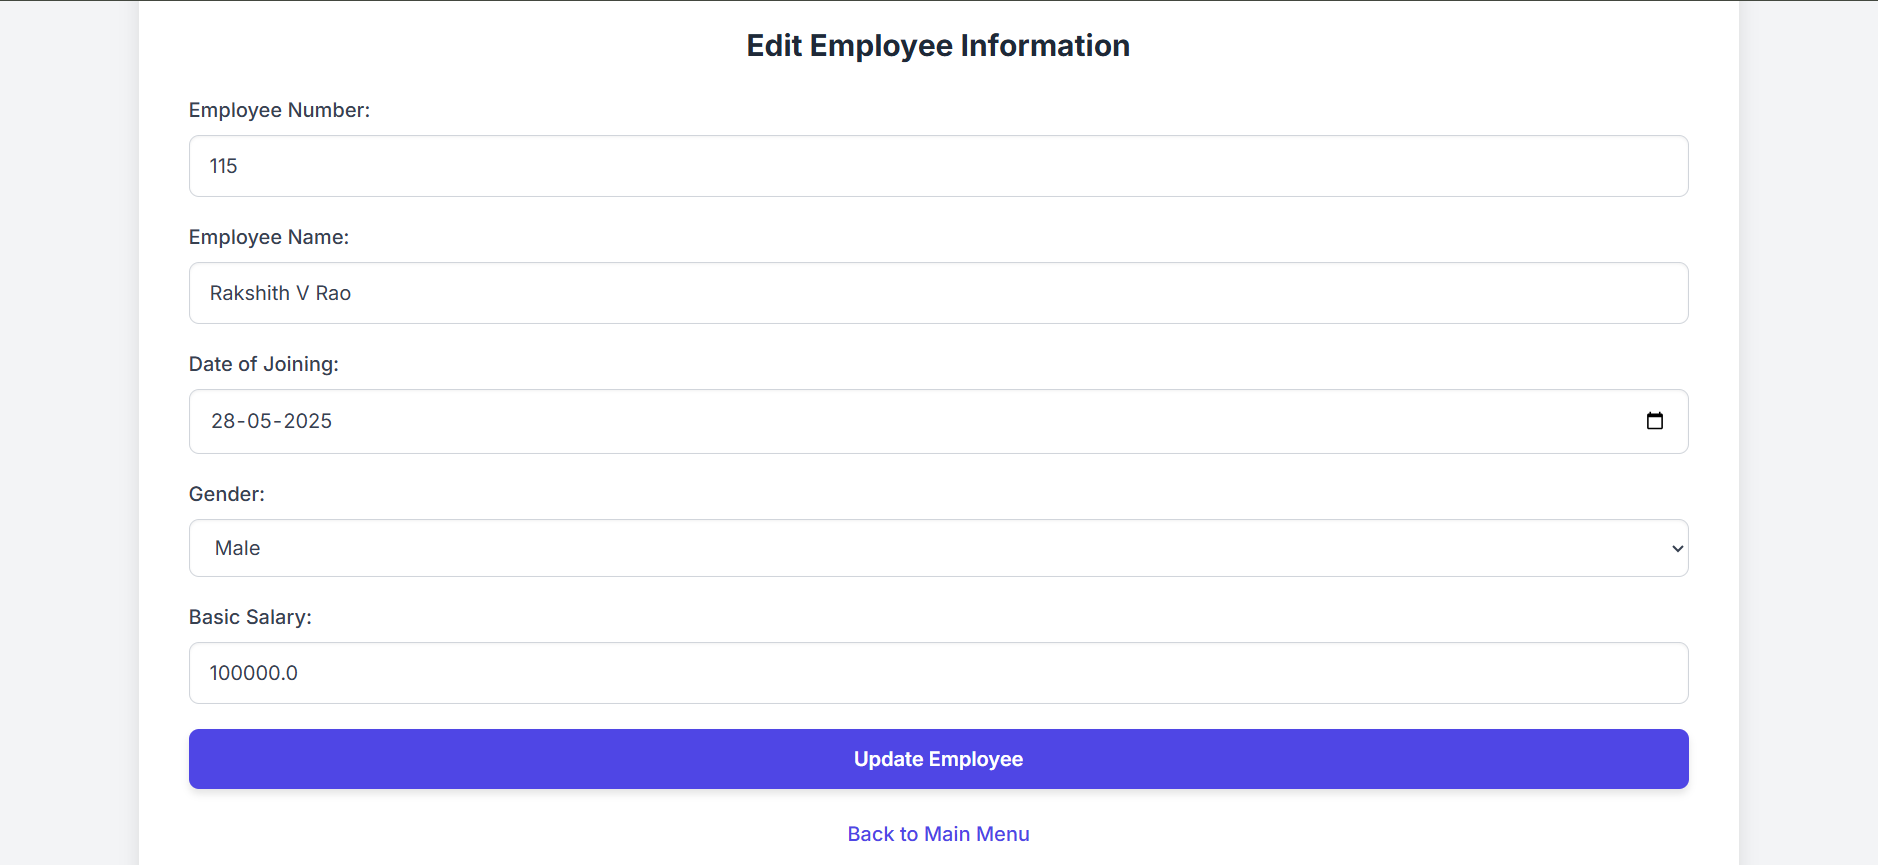 Edit Employee Information
Employee Number:
115
Employee Name:
Rakshith V Rao
Date of Joining:
28-05-2025
Gender:
Male
Basic Salary:
100000.0
Update Employee
Back to Main Menu